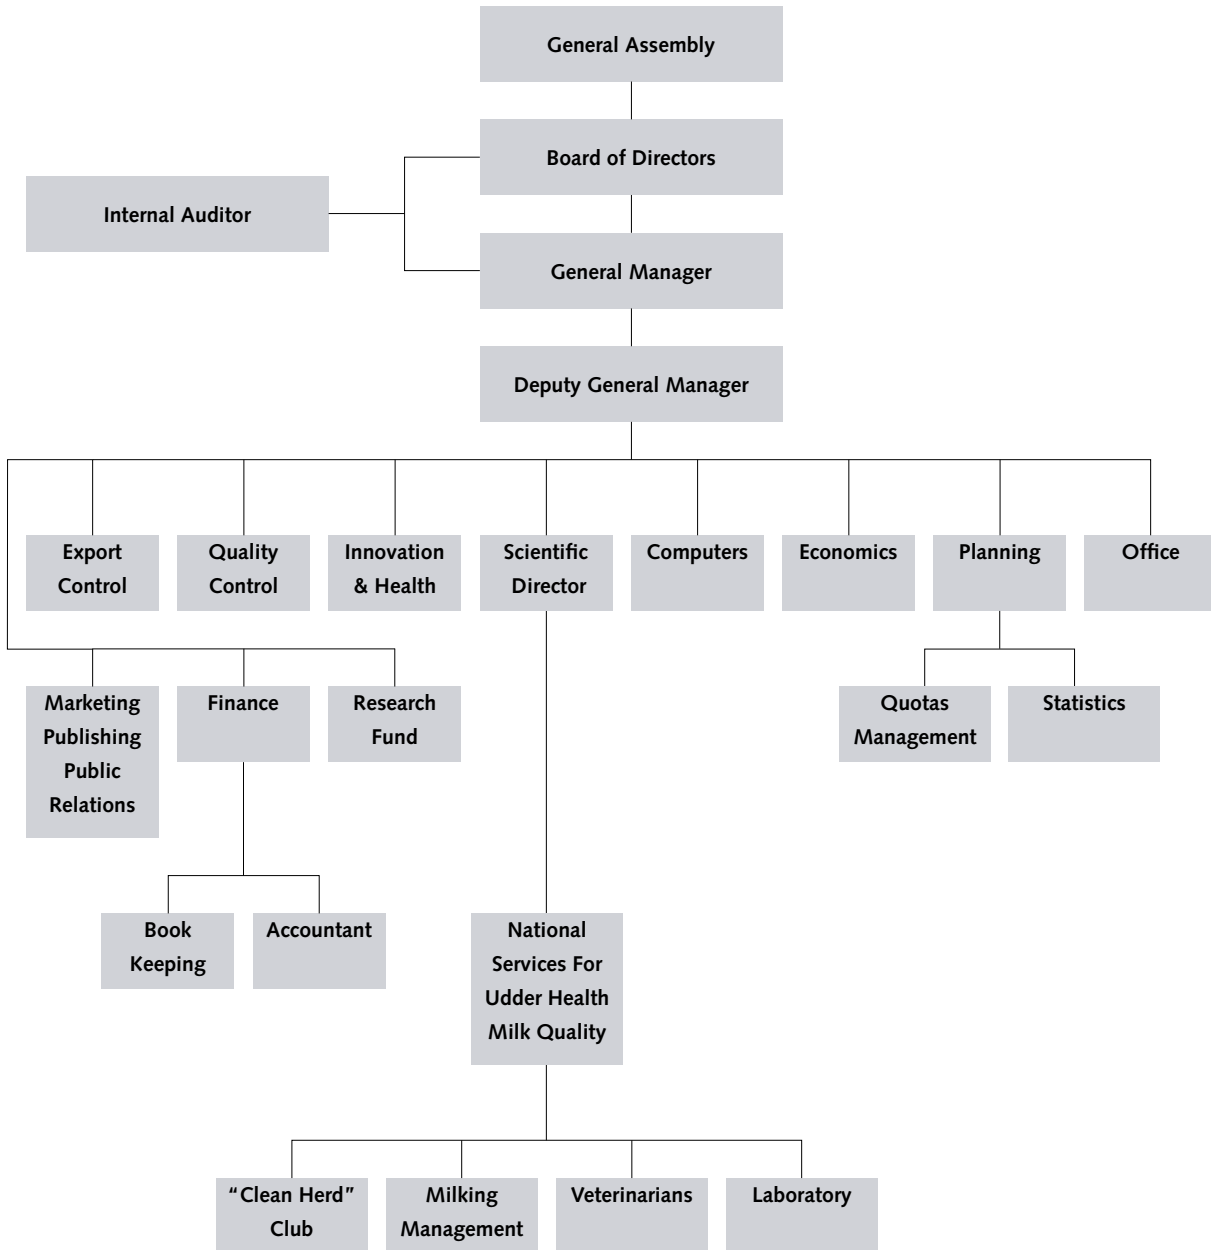 General Assembly
Board of Directors
Internal Auditor
General Manager
Deputy General Manager
Export
Control
Quality
Control
Innovation
& Health
Scientific
Director
Computers
Economics
Planning
Office
Marketing
Publishing
Public
Relations
Finance
Research
Fund
Quotas
Management
Statistics
Book
Keeping
Accountant
National
Services For
Udder Health
Milk Quality
“Clean Herd”
Club
Milking
Management
Veterinarians
Laboratory